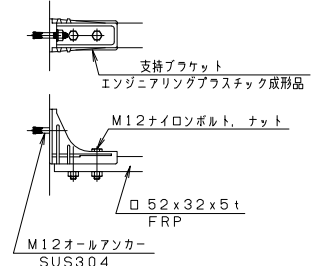 支持ブラケット
エンジニアリングプラスチック成形品
M12ナイロンボルト, ナット
□ 52x32x5t
FRP
M12オールアンカー
SUS304